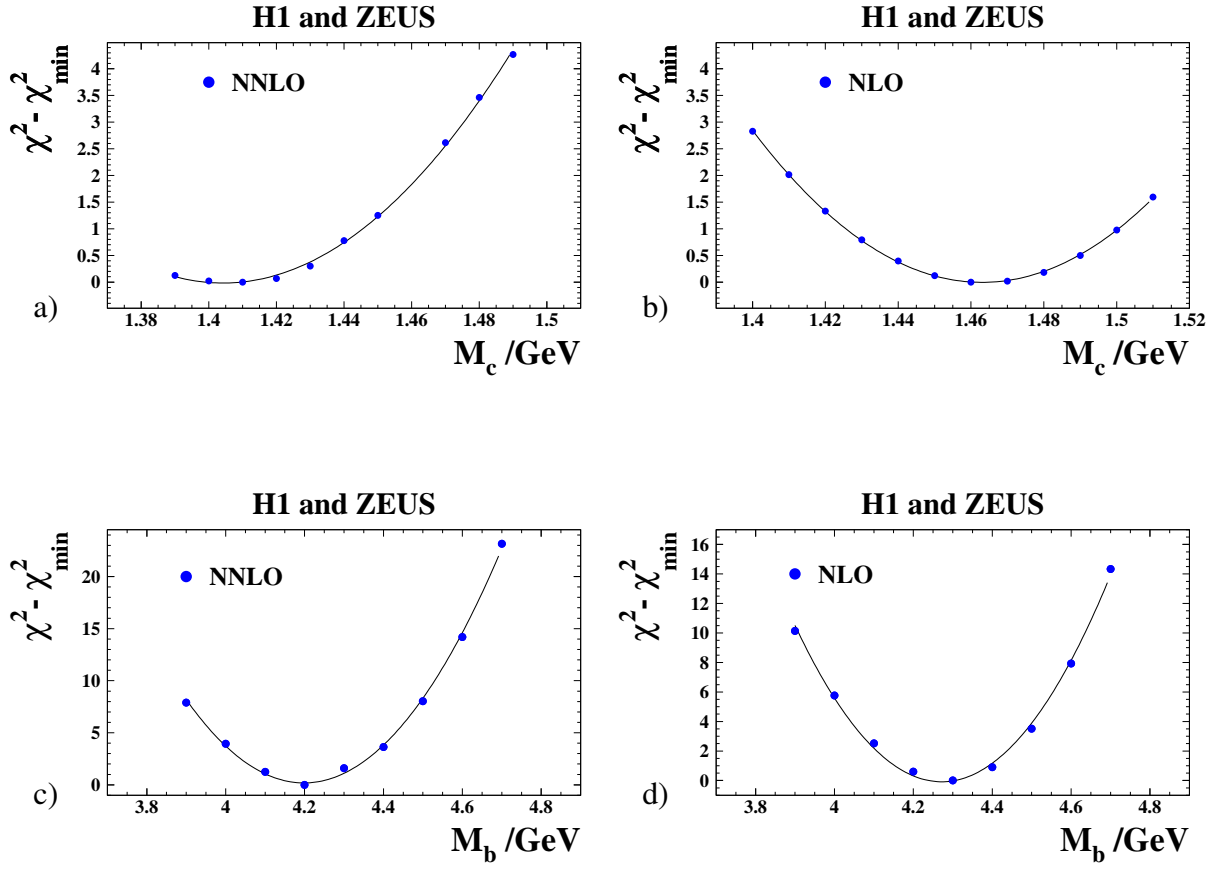 H1 and ZEUS
χ² - χ²min
NNLO
4
3.5
3
2.5
2
1.5
1
0.5
0
a)
1.38 1.4 1.42 1.44 1.46 1.48 1.5
M_c /GeV
H1 and ZEUS
χ² - χ²min
NLO
4
3.5
3
2.5
2
1.5
1
0.5
0
b)
1.4 1.42 1.44 1.46 1.48 1.5 1.52
M_c /GeV
H1 and ZEUS
χ² - χ²min
NNLO
20
15
10
5
0
c)
3.8 4 4.2 4.4 4.6 4.8
M_b /GeV
H1 and ZEUS
χ² - χ²min
NLO
16
14
12
10
8
6
4
2
0
d)
3.8 4 4.2 4.4 4.6 4.8
M_b /GeV